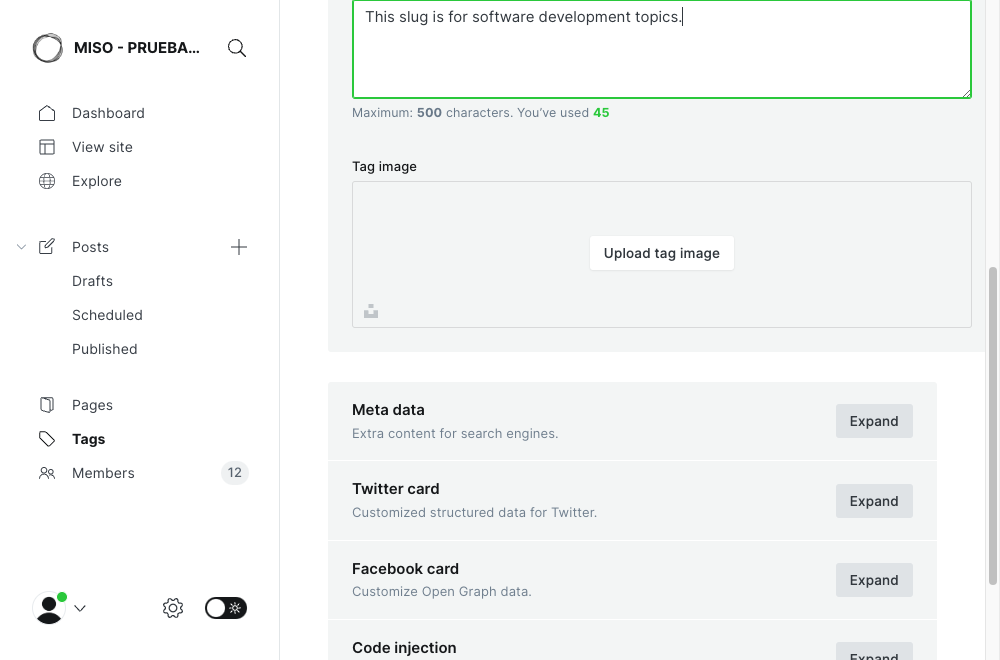 MISO - PRUEBA...
Dashboard
View site
Explore
Posts
Drafts
Scheduled
Published
Pages
Tags
Members 12
This slug is for software development topics.
Maximum: 500 characters. You’ve used 45
Tag image
Upload tag image
Meta data
Extra content for search engines.
Expand
Twitter card
Customized structured data for Twitter.
Expand
Facebook card
Customize Open Graph data.
Expand
Code injection
Expand